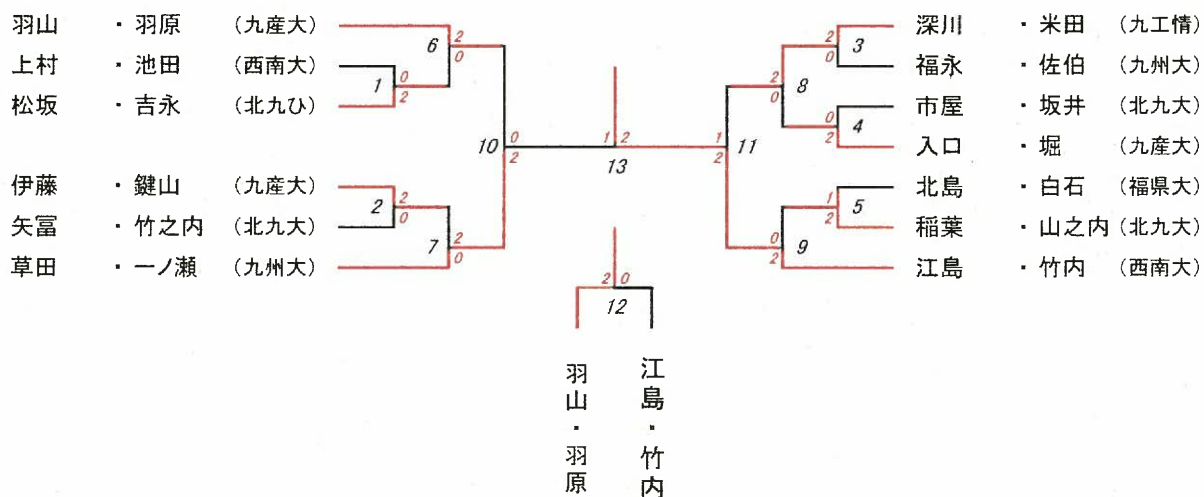 羽山 ・ 羽原 (九産大)
上村 ・ 池田 (西南大)
松坂 ・ 吉永 (北九ひ)
伊藤 ・ 鍵山 (九産大)
矢冨 ・ 竹之内 (北九大)
草田 ・ 一ノ瀬 (九州大)
1
0
2
2
2
0
6
2
0
7
2
0
10
0
2
13
1 2
11
1
2
8
2
0
9
0
2
3
2
0
4
0
2
5
1
2
深川 ・ 米田 (九工情)
福永 ・ 佐伯 (九州大)
市屋 ・ 坂井 (北九大)
入口 ・ 堀 (九産大)
北島 ・ 白石 (福県大)
稲葉 ・ 山之内 (北九大)
江島 ・ 竹内 (西南大)
2 0
12
羽山・羽原
江島・竹内